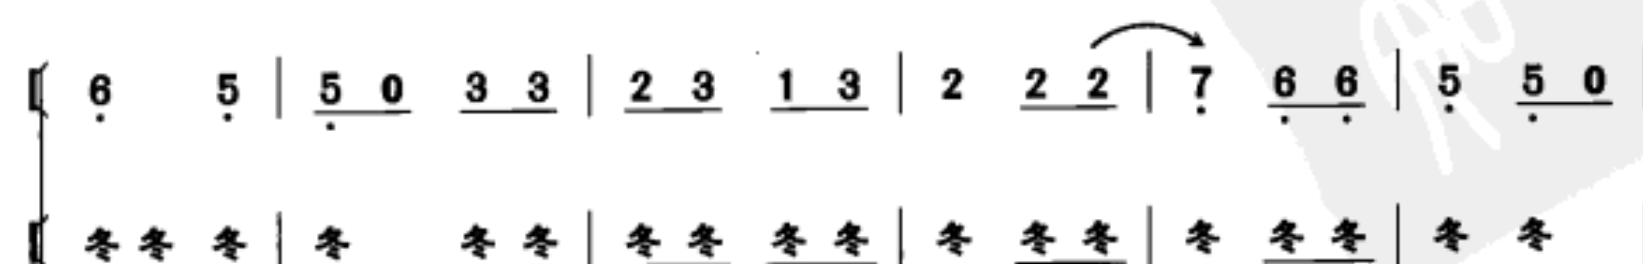 6 5 | 5 0 3 3 | 2 3 1 3 | 2 2 2 | 7 6 6 | 5 5 0
冬 冬 冬 | 冬 冬 冬 | 冬 冬 冬 冬 | 冬 冬 冬 | 冬 冬 冬 | 冬 冬